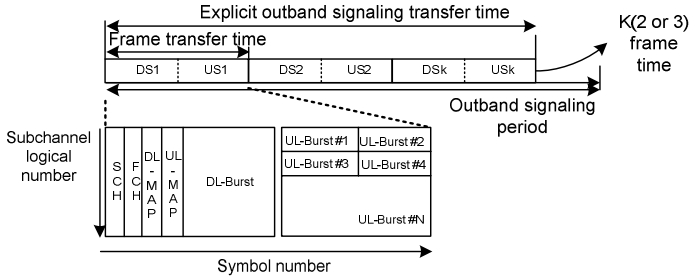 Explicit outband signaling transfer time
Frame transfer time
K(2 or 3)
frame
time
DS1 US1 DS2 US2 DSk USk
Outband signaling
period
Subchannel
logical
number
SCH
FCH
DL-MAP
UL-MAP
DL-Burst
UL-Burst#1 UL-Burst#2
UL-Burst#3 UL-Burst#4
UL-Burst#N
Symbol number